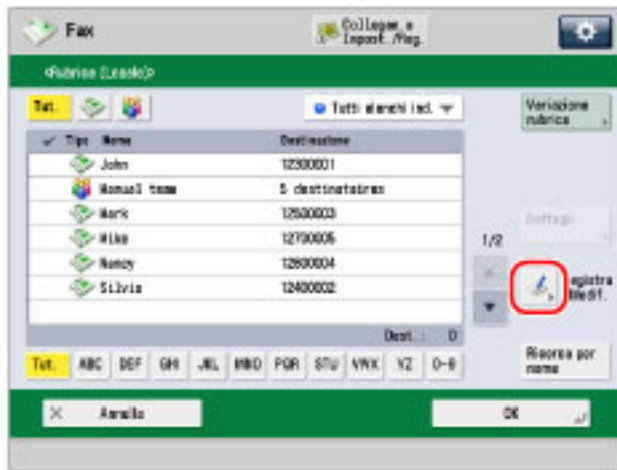 Fax
Collegam. a
Impost./Reg.
<Rubrica (Locale)>
Tut.
Tutti elenchi ind.
Variazione
rubrica
Tipo Nome Destinazione
John 12300001
Manual team 5 destinataires
Mark 12500003
Mike 12700005
Nancy 12600004
Silvia 12400002
Dettagli
1/2
egistra
Modif.
Dest.: 0
Tut. ABC DEF GHI JKL MNO PQR STU VWX YZ 0-9
Ricerca per
nome
Annulla
OK